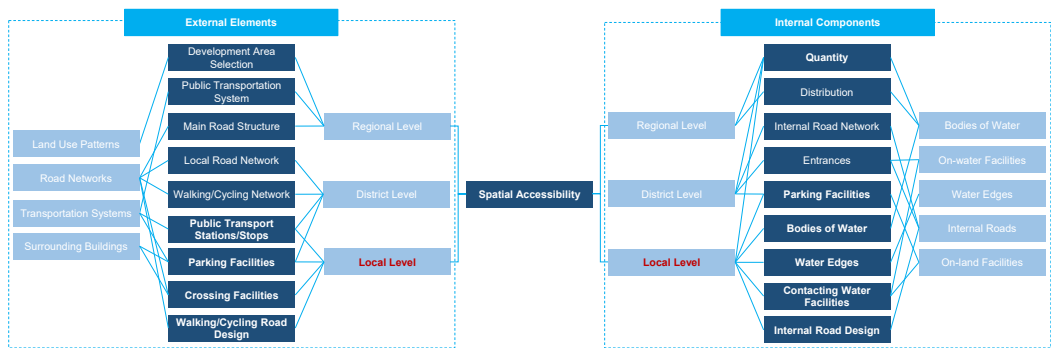 External Elements
Land Use Patterns
Road Networks
Transportation Systems
Surrounding Buildings
Development Area
Selection
Public Transportation
System
Main Road Structure
Local Road Network
Walking/Cycling Network
Public Transport
Stations/Stops
Parking Facilities
Crossing Facilities
Walking/Cycling Road
Design
Regional Level
District Level
Local Level
Spatial Accessibility
Internal Components
Regional Level
District Level
Local Level
Quantity
Distribution
Internal Road Network
Entrances
Parking Facilities
Bodies of Water
Water Edges
Contacting Water
Facilities
Internal Road Design
Bodies of Water
On-water Facilities
Water Edges
Internal Roads
On-land Facilities